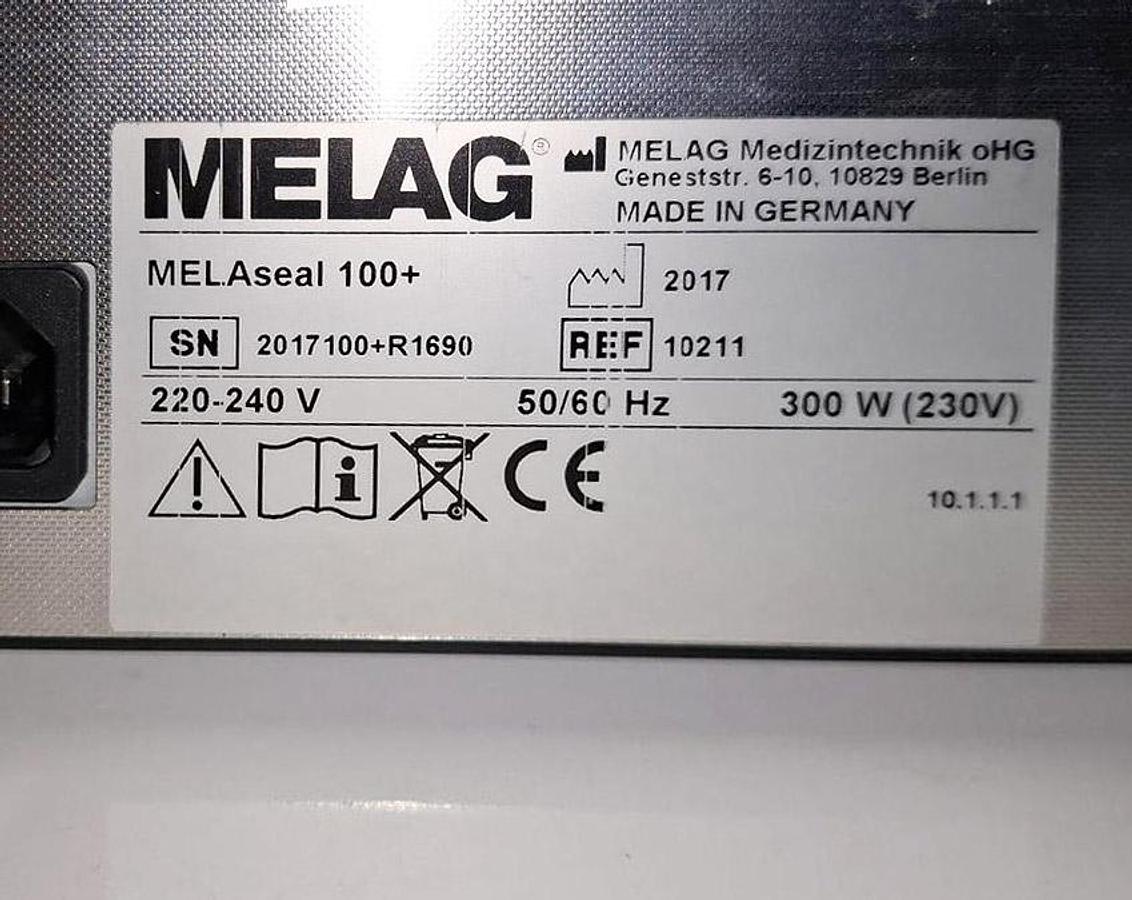 MELAG®
MELAG Medizintechnik oHG
Geneststr. 6-10, 10829 Berlin
MADE IN GERMANY
MELAseal 100+
2017
SN 2017100+R1690
REF 10211
220-240 V 50/60 Hz 300 W (230V)
i CE
10.1.1.1